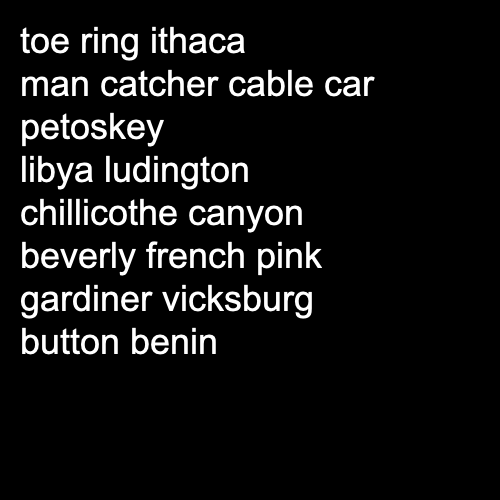 toe ring ithaca
man catcher cable car
petoskey
libya ludington
chillicothe canyon
beverly french pink
gardiner vicksburg
button benin